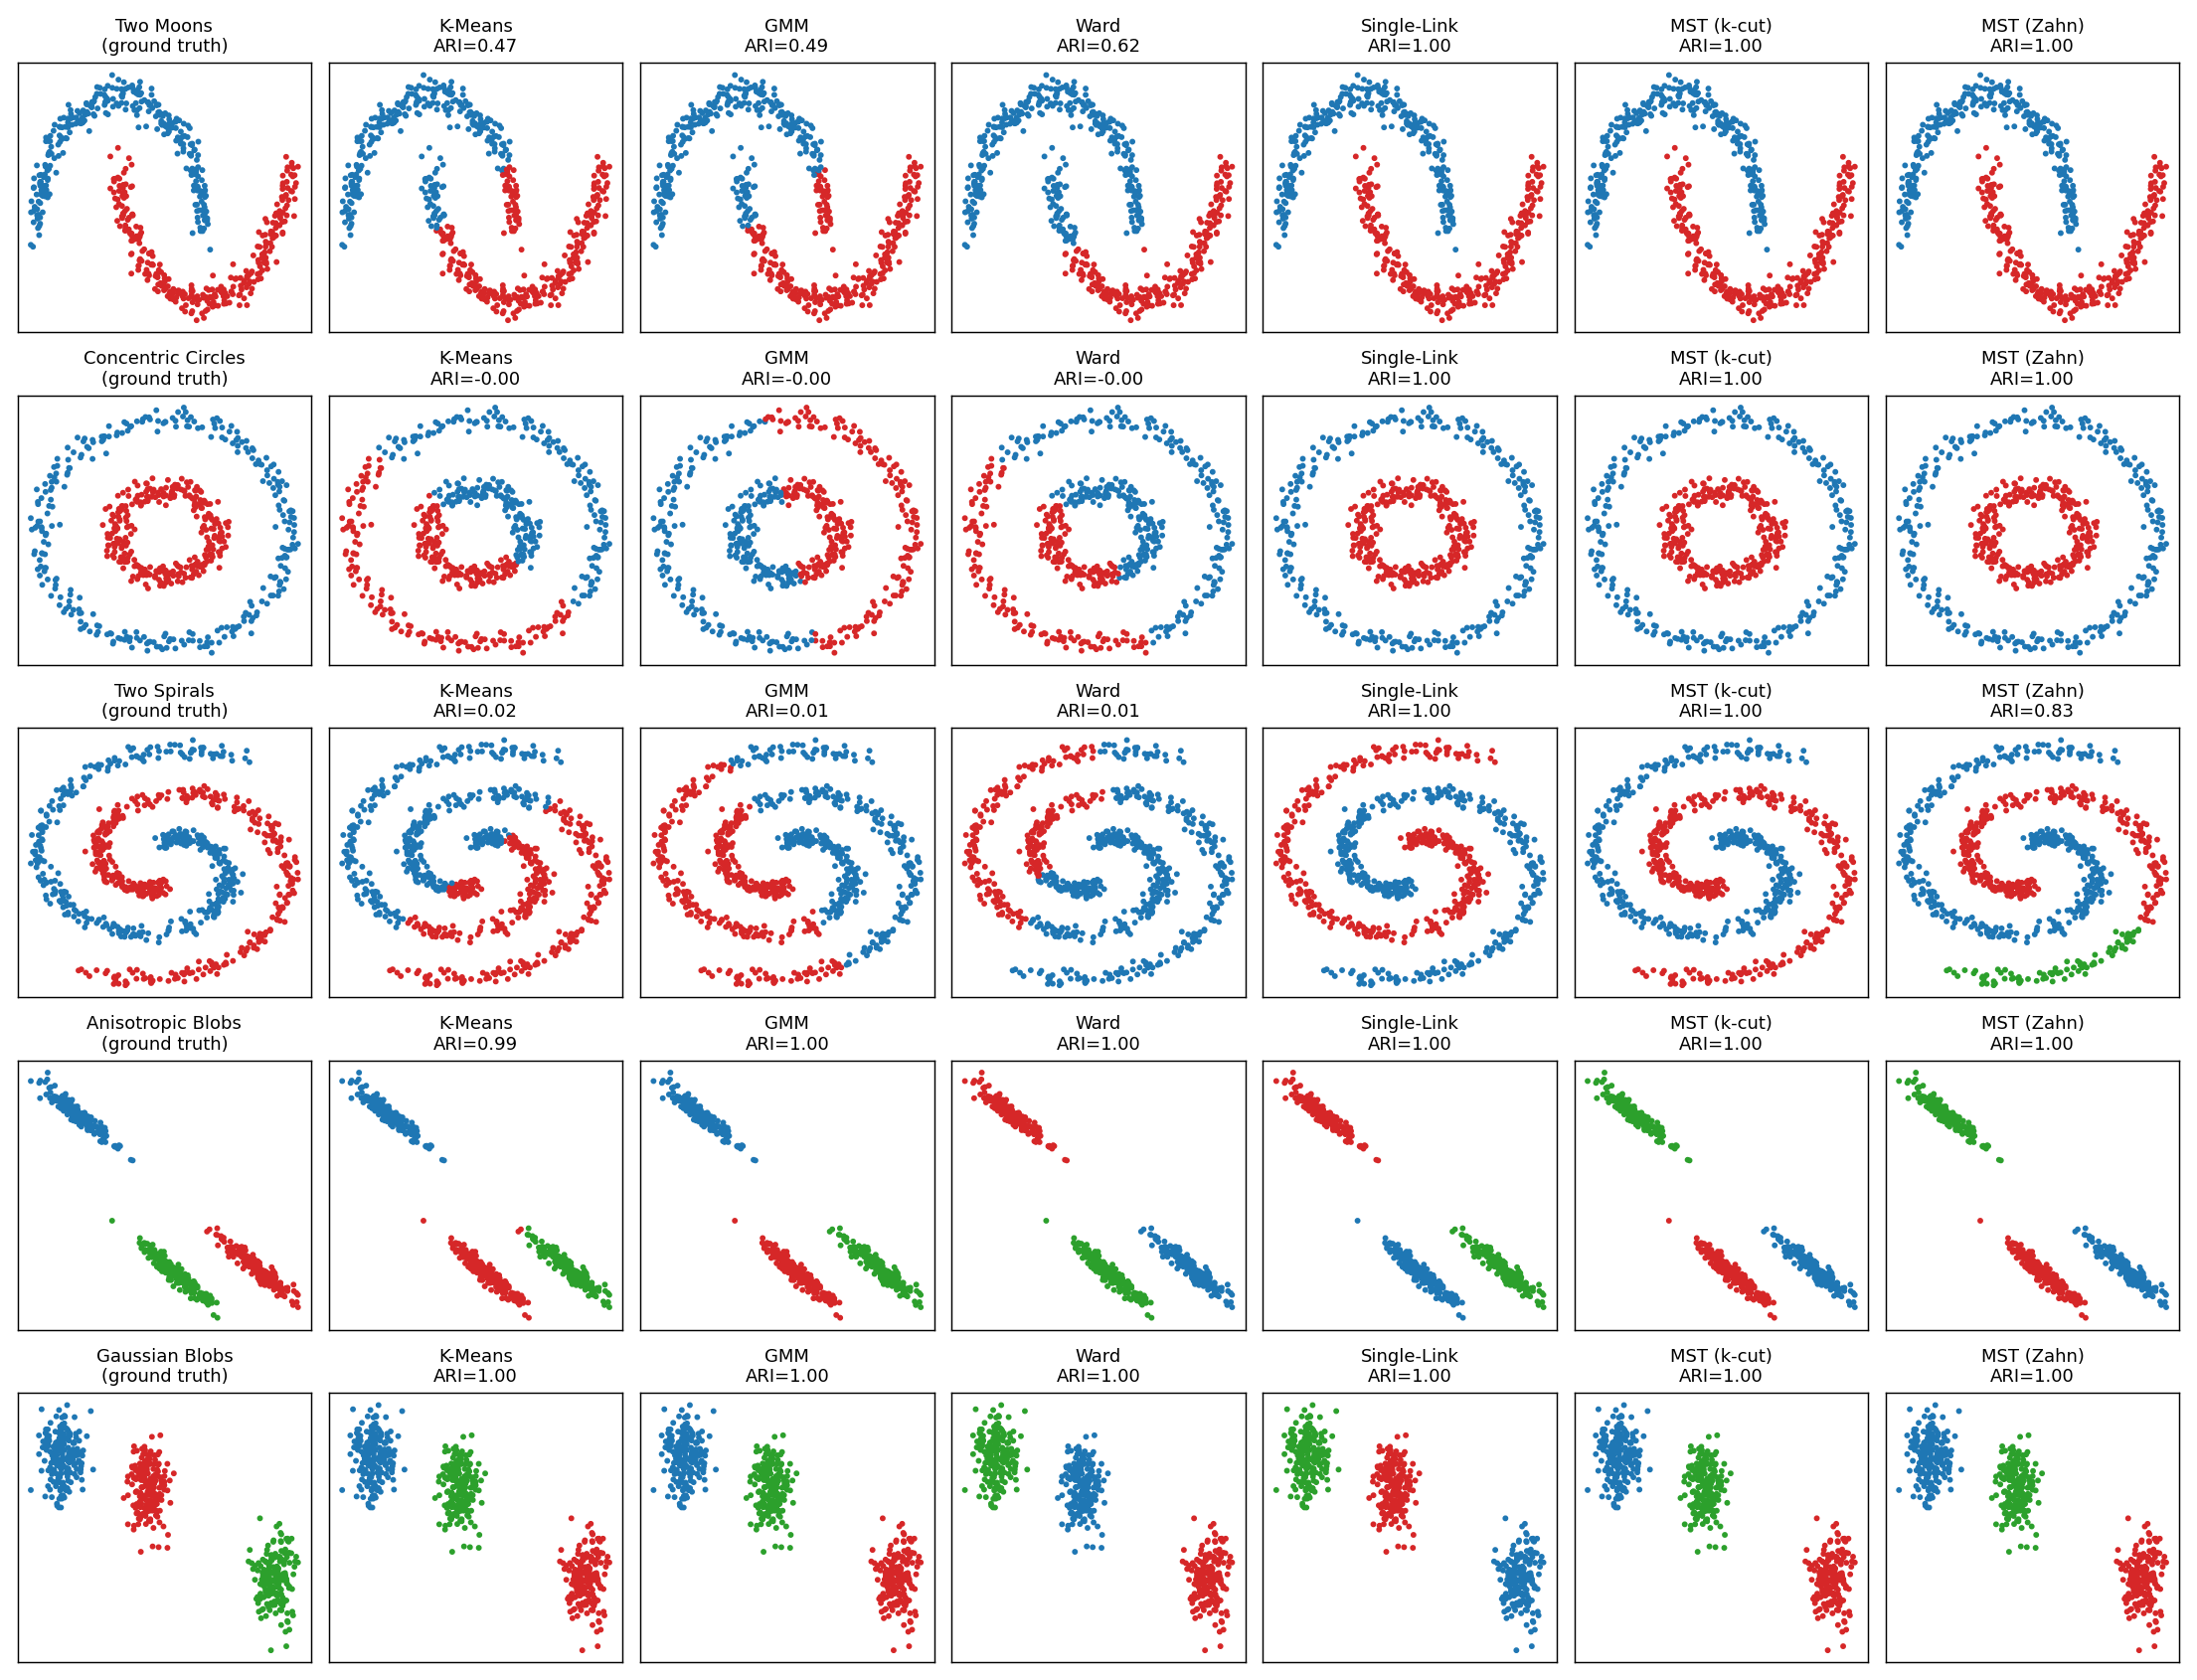 Two Moons
(ground truth)
K-Means
ARI=0.47
GMM
ARI=0.49
Ward
ARI=0.62
Single-Link
ARI=1.00
MST (k-cut)
ARI=1.00
MST (Zahn)
ARI=1.00
Concentric Circles
(ground truth)
K-Means
ARI=-0.00
GMM
ARI=-0.00
Ward
ARI=-0.00
Single-Link
ARI=1.00
MST (k-cut)
ARI=1.00
MST (Zahn)
ARI=1.00
Two Spirals
(ground truth)
K-Means
ARI=0.02
GMM
ARI=0.01
Ward
ARI=0.01
Single-Link
ARI=1.00
MST (k-cut)
ARI=1.00
MST (Zahn)
ARI=0.83
Anisotropic Blobs
(ground truth)
K-Means
ARI=0.99
GMM
ARI=1.00
Ward
ARI=1.00
Single-Link
ARI=1.00
MST (k-cut)
ARI=1.00
MST (Zahn)
ARI=1.00
Gaussian Blobs
(ground truth)
K-Means
ARI=1.00
GMM
ARI=1.00
Ward
ARI=1.00
Single-Link
ARI=1.00
MST (k-cut)
ARI=1.00
MST (Zahn)
ARI=1.00